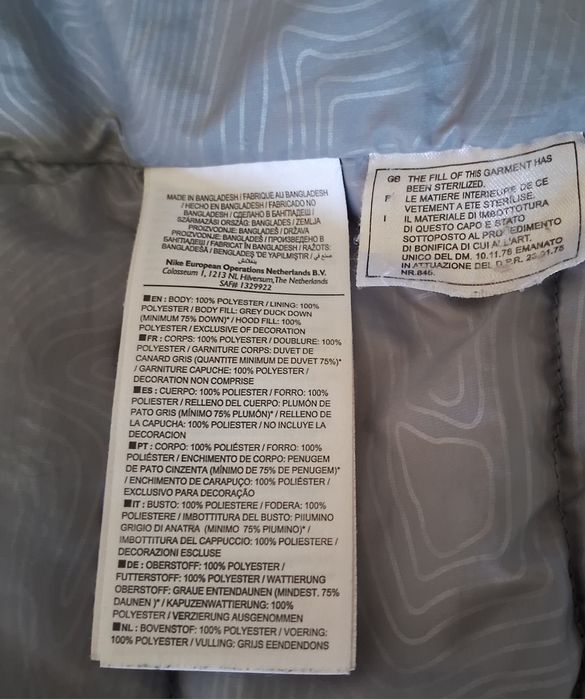 MADE IN BANGLADESH / FABRIQUE AU BANGLADESH
/ HECHO EN BANGLADESH / FABRICADO NO
BANGLADESH / СДЕЛАНО В БАНГЛАДЕШ /
SZÁRMAZÁSI ORSZÁG: BANGLADES / ZEMLJA
PROIZVODNJE: BANGLADEŠ / DRŽAVA
PROIZVODNJE: BANGLADEŠ / ПРОИЗВЕДЕНО В
БАНГЛАДЕШ / FABRICAT ÎN BANGLADESH / RAŽOTS
BANGLADEŠĀ / BANGLADEŞ'DE YAPILMIŞTIR / صنع في
بنغلادش
Nike European Operations Netherlands B.V.
Colosseum 1, 1213 NL Hilversum,The Netherlands
SAF# 1329922
■EN : BODY: 100% POLYESTER / LINING: 100%
POLYESTER / BODY FILL: GREY DUCK DOWN
(MINIMUM 75% DOWN)* / HOOD FILL: 100%
POLYESTER / EXCLUSIVE OF DECORATION
■FR : CORPS: 100% POLYESTER / DOUBLURE: 100%
POLYESTER / GARNITURE CORPS: DUVET DE
CANARD GRIS (QUANTITE MINIMUM DE DUVET 75%)*
/ GARNITURE CAPUCHE: 100% POLYESTER /
DECORATION NON COMPRISE
■ES : CUERPO: 100% POLIÉSTER / FORRO: 100%
POLIÉSTER / RELLENO DEL CUERPO: PLUMÓN DE
PATO GRIS (MÍNIMO 75% PLUMÓN)* / RELLENO DE
LA CAPUCHA: 100% POLIÉSTER / NO INCLUYE LA
DECORACION
■PT : CORPO: 100% POLIÉSTER / FORRO: 100%
POLIÉSTER / ENCHIMENTO DE CORPO: PENUGEM
DE PATO CINZENTA (MÍNIMO DE 75% DE PENUGEM)*
/ ENCHIMENTO DE CARAPUÇO: 100% POLIÉSTER /
EXCLUSIVO PARA DECORAÇÃO
■IT : BUSTO: 100% POLIESTERE / FODERA: 100%
POLIESTERE / IMBOTTITURA DEL BUSTO: PIIUMINO
GRIGIO DI ANATRA (MINIMO 75% PIUMINO)* /
IMBOTTITURA DEL CAPPUCCIO: 100% POLIESTERE /
DECORAZIONI ESCLUSE
■DE : OBERSTOFF: 100% POLYESTER /
FUTTERSTOFF: 100% POLYESTER / WATTIERUNG
OBERSTOFF: GRAUE ENTENDAUNEN (MINDEST. 75%
DAUNEN )* / KAPUZENWATTIERUNG: 100%
POLYESTER / VERZIERUNG AUSGENOMMEN
■NL : BOVENSTOF: 100% POLYESTER / VOERING:
100% POLYESTER / VULLING: GRIJS EENDENDONS
GB THE FILL OF THIS GARMENT HAS
BEEN STERILIZED.
F LE MATIERE INTERIEURE DE CE
VETEMENT A ETE STERILISE.
I IL MATERIALE DI IMBOTTOTURA
DI QUESTO CAPO E STATO
SOTTOPOSTO AL PROCEDIMENTO
DI BONIFICA DI CUI ALL'ART.
UNICO DEL DM. 10.11.78 EMANATO
IN ATTUAZIONE DEL D.P.R. 23.01.75
NR.845.